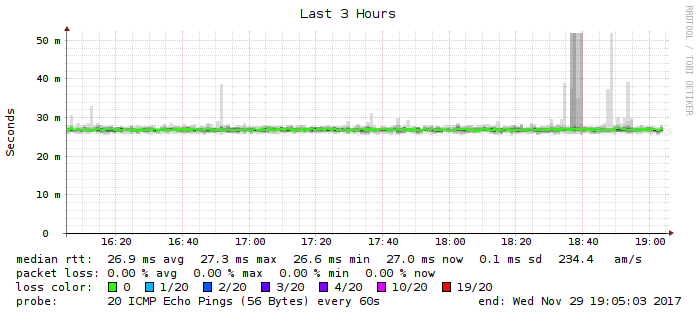 Last 3 Hours
RRDTOOL / TOBI OETIKER
Seconds
50 m
40 m
30 m
20 m
10 m
0
16:20 16:40 17:00 17:20 17:40 18:00 18:20 18:40 19:00
median rtt: 26.9 ms avg 27.3 ms max 26.6 ms min 27.0 ms now 0.1 ms sd 234.4 am/s
packet loss: 0.00 % avg 0.00 % max 0.00 % min 0.00 % now
loss color: 0 1/20 2/20 3/20 4/20 10/20 19/20
probe: 20 ICMP Echo Pings (56 Bytes) every 60s end: Wed Nov 29 19:05:03 2017